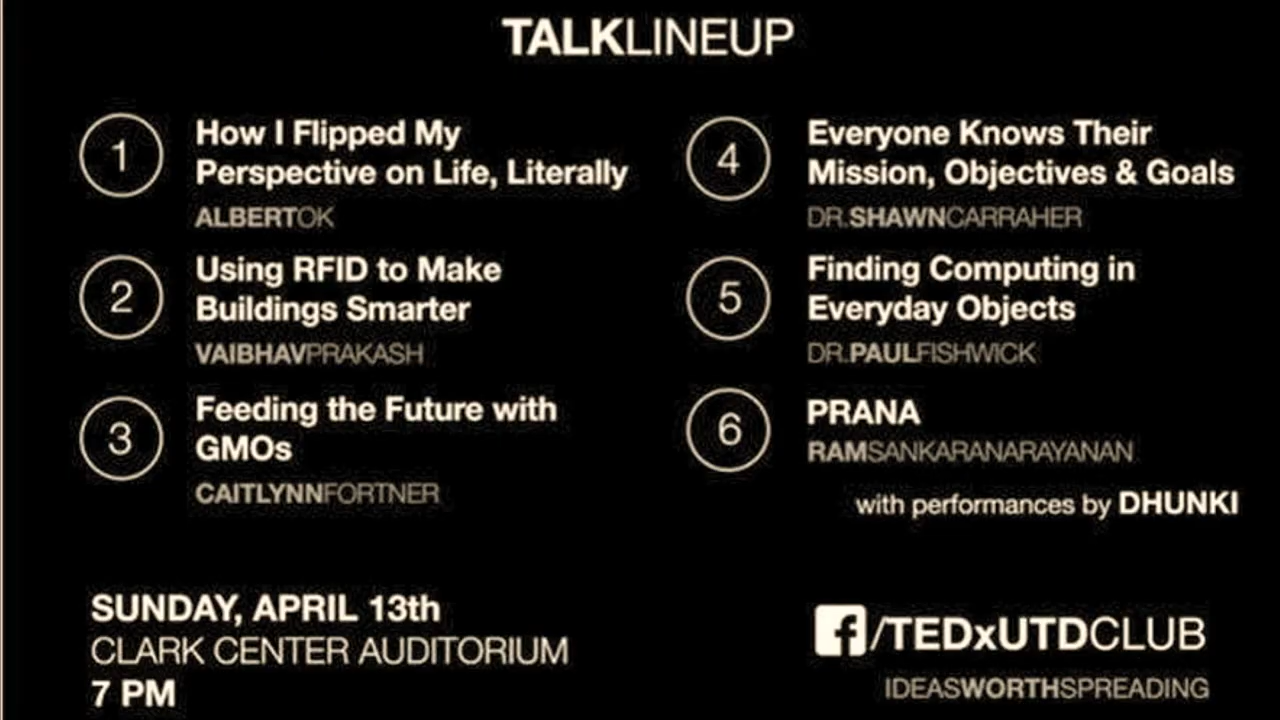 TALKLINEUP
1
How I Flipped My
Perspective on Life, Literally
ALBERTOK
2
Using RFID to Make
Buildings Smarter
VAIBHAVPRAKASH
3
Feeding the Future with
GMOs
CAITLYNNFORTNER
4
Everyone Knows Their
Mission, Objectives & Goals
DR.SHAWNCARRAHER
5
Finding Computing in
Everyday Objects
DR.PAULFISHWICK
6
PRANA
RAMSANKARANARAYANAN
with performances by DHUNKI
SUNDAY, APRIL 13th
CLARK CENTER AUDITORIUM
7 PM
f/TEDxUTDCLUB
IDEASWORTHSPREADING